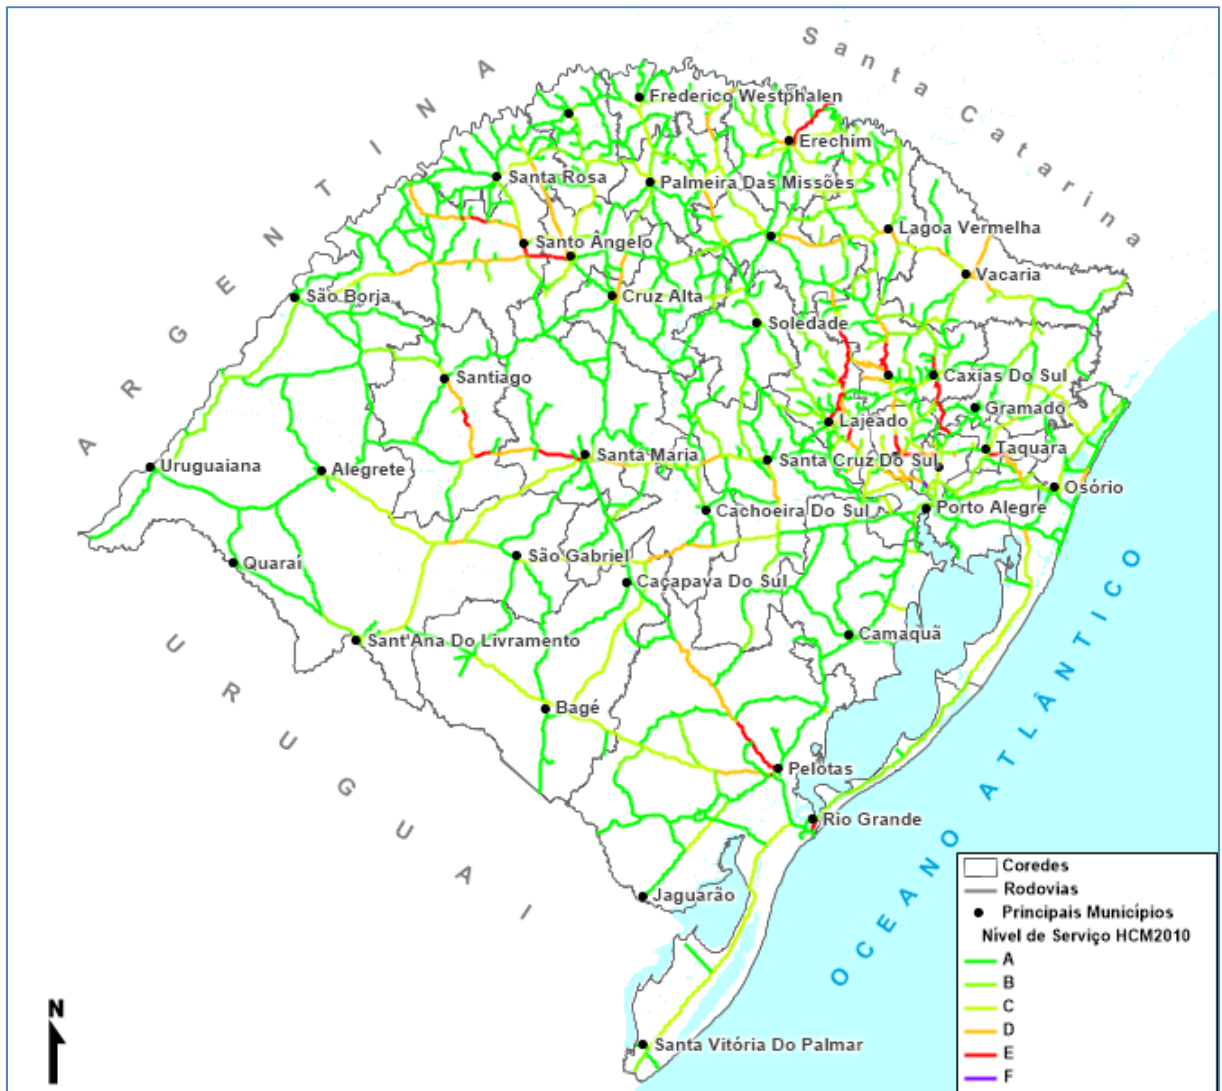 Santa Catarina
ARGENTINA
Frederico Westphalen
Erechim
Santa Rosa
Palmeira Das Missões
Lagoa Vermelha
Santo Ângelo
Vacaria
São Borja
Cruz Alta
Soledade
Santiago
Caxias Do Sul
Gramado
Lajeado
Taquara
Uruguaiana
Alegrete
Santa Maria
Santa Cruz Do Sul
Osório
Cachoeira Do Sul
Porto Alegre
São Gabriel
Quaraí
Caçapava Do Sul
Camaquã
Sant'Ana Do Livramento
URUGUAI
Bagé
Pelotas
Rio Grande
OCEANO ATLÂNTICO
Jaguarão
Santa Vitória Do Palmar
N
Coredes
Rodovias
Principais Municípios
Nível de Serviço HCM2010
A
B
C
D
E
F